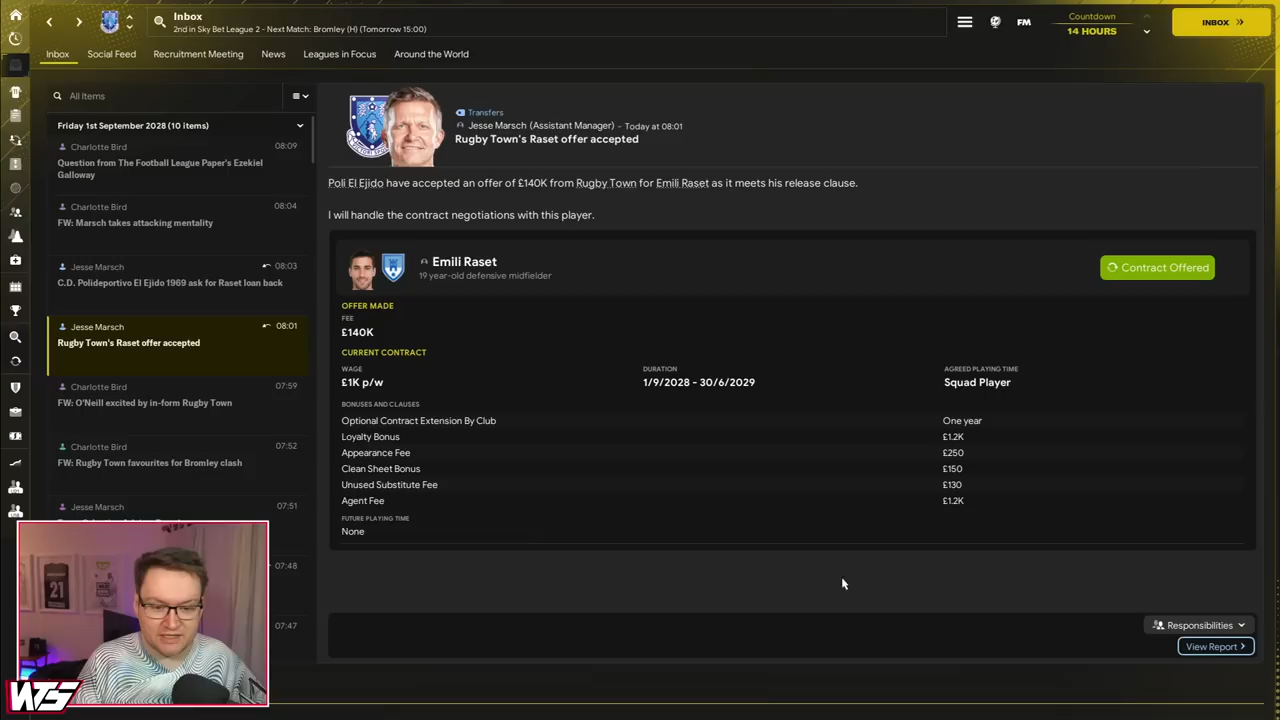 Inbox
2nd in Sky Bet League 2 - Next Match: Bromley (H) (Tomorrow 15:00)
FM
Countdown
14 HOURS
INBOX
Inbox
Social Feed
Recruitment Meeting
News
Leagues in Focus
Around the World
All Items
Friday 1st September 2028 (10 items)
Charlotte Bird
08:09
Question from The Football League Paper's Ezekiel
Galloway
Charlotte Bird
08:04
FW: Marsch takes attacking mentality
Jesse Marsch
08:03
C.D. Polideportivo El Ejido 1969 ask for Raset loan back
Jesse Marsch
08:01
Rugby Town's Raset offer accepted
Charlotte Bird
07:59
FW: O'Neill excited by in-form Rugby Town
Charlotte Bird
07:52
FW: Rugby Town favourites for Bromley clash
Jesse Marsch
07:51
07:48
07:47
Transfers
Jesse Marsch (Assistant Manager) - Today at 08:01
Rugby Town's Raset offer accepted
Poli El Ejido have accepted an offer of £140K from Rugby Town for Emili Raset as it meets his release clause.
I will handle the contract negotiations with this player.
Emili Raset
19 year-old defensive midfielder
Contract Offered
OFFER MADE
FEE
£140K
CURRENT CONTRACT
WAGE
DURATION
AGREED PLAYING TIME
£1K p/w
1/9/2028 - 30/6/2029
Squad Player
BONUSES AND CLAUSES
Optional Contract Extension By Club
One year
Loyalty Bonus
£1.2K
Appearance Fee
£250
Clean Sheet Bonus
£150
Unused Substitute Fee
£130
Agent Fee
£1.2K
FUTURE PLAYING TIME
None
Responsibilities
View Report
21
WTS